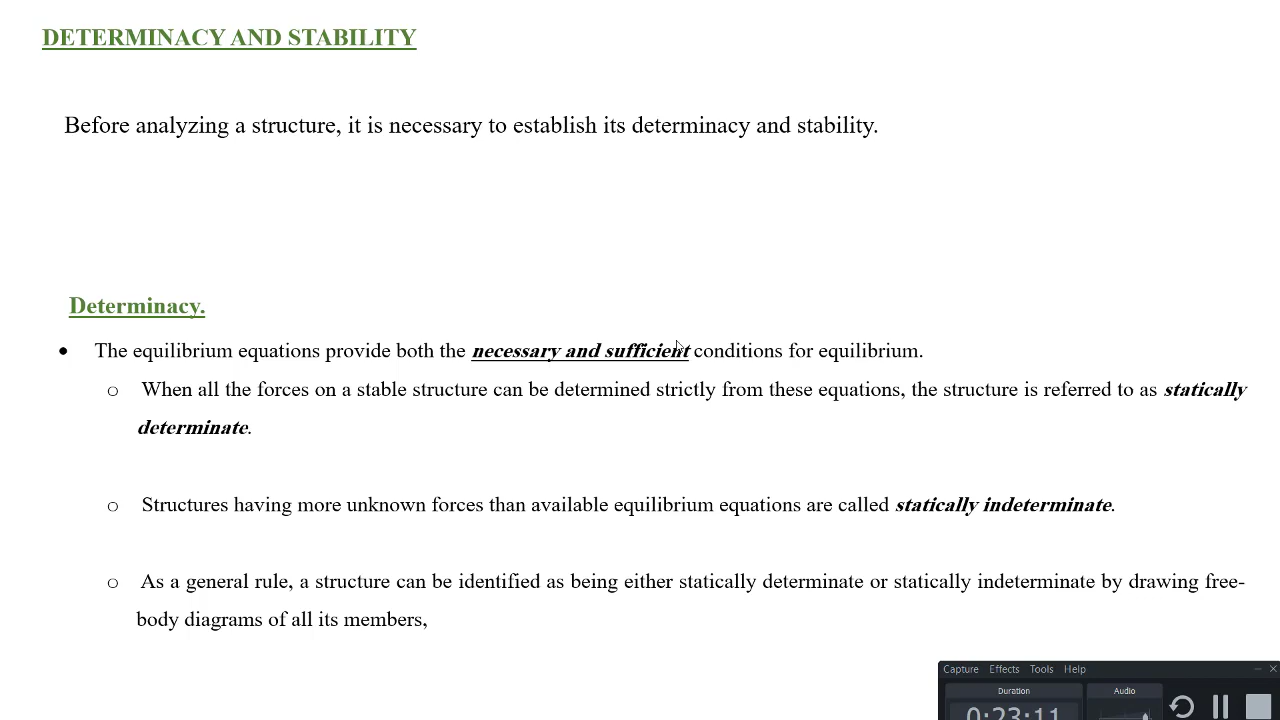 DETERMINACY AND STABILITY
Before analyzing a structure, it is necessary to establish its determinacy and stability.
Determinacy.
• The equilibrium equations provide both the necessary and sufficient conditions for equilibrium.
o When all the forces on a stable structure can be determined strictly from these equations, the structure is referred to as statically
determinate.
o Structures having more unknown forces than available equilibrium equations are called statically indeterminate.
o As a general rule, a structure can be identified as being either statically determinate or statically indeterminate by drawing free-
body diagrams of all its members,
Capture Effects Tools Help
Duration Audio
0:23:11